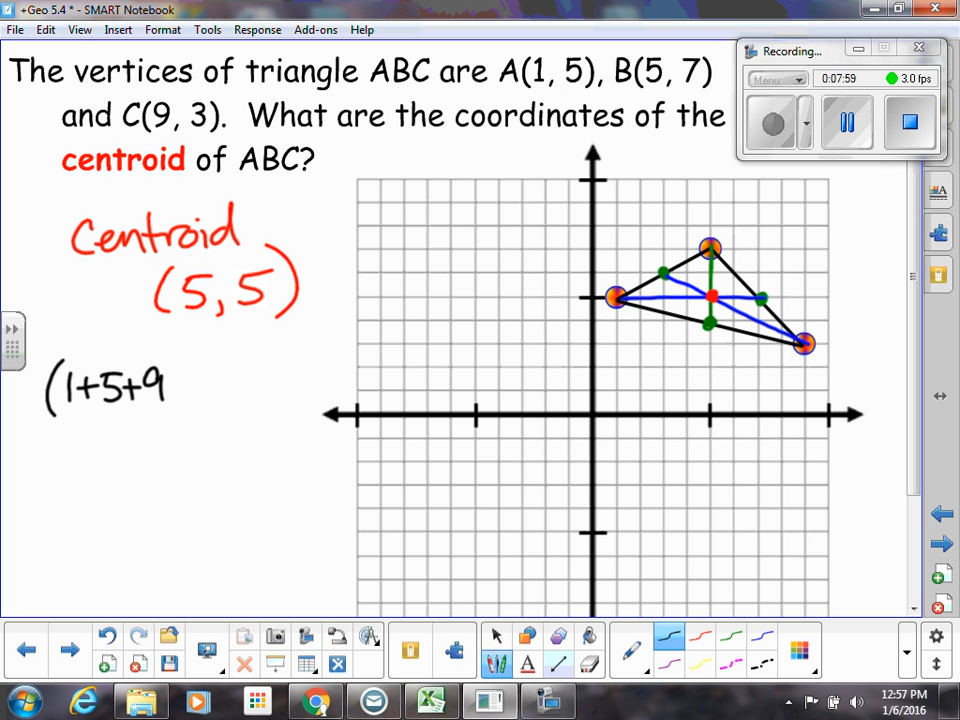 +Geo 5.4 * - SMART Notebook
File Edit View Insert Format Tools Response Add-ons Help
Recording...
Menu
0:07:59
3.0 fps
The vertices of triangle ABC are A(1, 5), B(5, 7)
and C(9, 3). What are the coordinates of the
centroid of ABC?
Centroid
(5,5)
(1+5+9
12:57 PM
1/6/2016